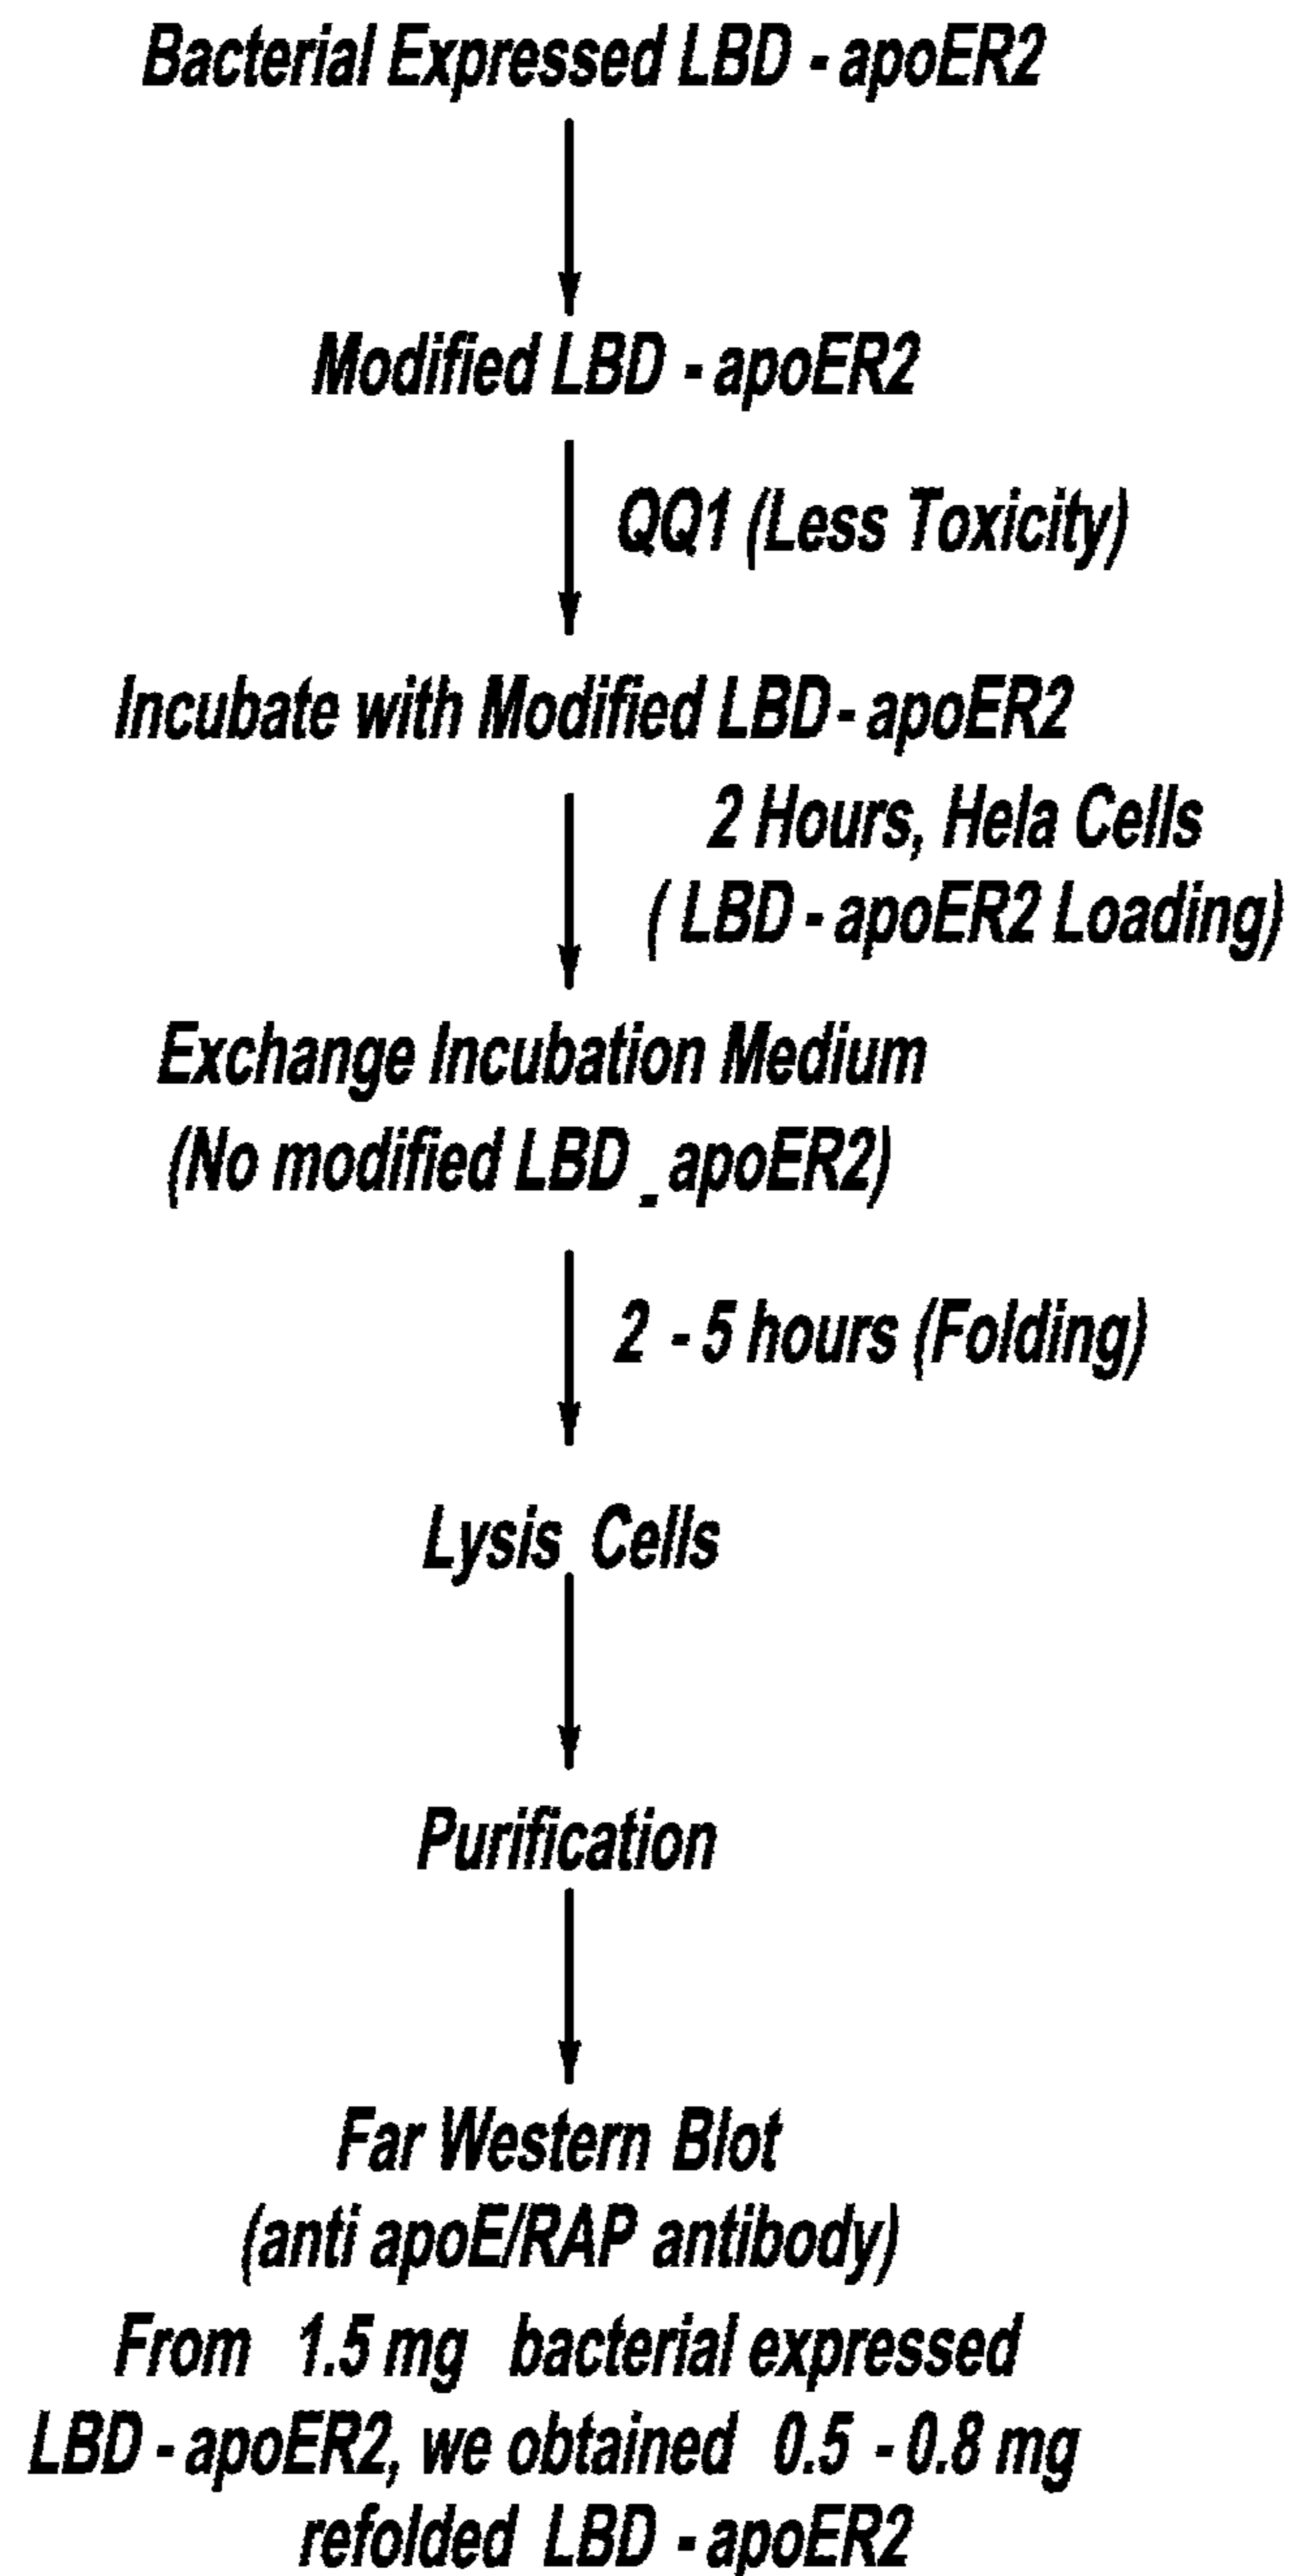 Bacterial Expressed LBD - apoER2
Modified LBD - apoER2
QQ1 (Less Toxicity)
Incubate with Modified LBD - apoER2
2 Hours, Hela Cells
( LBD - apoER2 Loading)
Exchange Incubation Medium
(No modified LBD - apoER2)
2 - 5 hours (Folding)
Lysis Cells
Purification
Far Western Blot
(anti apoE/RAP antibody)
From 1.5 mg bacterial expressed
LBD - apoER2, we obtained 0.5 - 0.8 mg
refolded LBD - apoER2